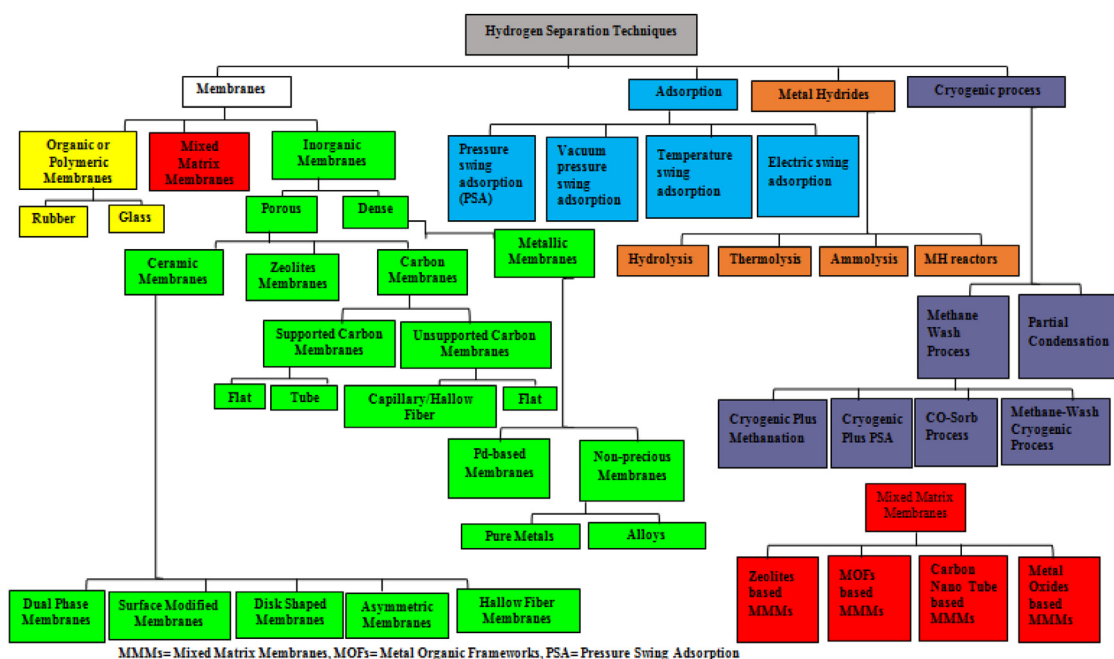 Hydrogen Separation Techniques
Membranes
Adsorption
Metal Hydrides
Cryogenic process
Organic or
Polymeric
Membranes
Mixed
Matrix
Membranes
Inorganic
Membranes
Pressure
swing
adsorption
(PSA)
Vacuum
pressure
swing
adsorption
Temperature
swing
adsorption
Electric swing
adsorption
Rubber
Glass
Porous
Dense
Ceramic
Membranes
Zeolites
Membranes
Carbon
Membranes
Metallic
Membranes
Hydrolysis
Thermolysis
Ammolysis
MH reactors
Methane
Wash
Process
Partial
Condensation
Supported Carbon
Membranes
Unsupported Carbon
Membranes
Flat
Tube
Capillary/Hallow
Fiber
Flat
Cryogenic Plus
Methanation
Cryogenic
Plus PSA
CO-Sorb
Process
Methane-Wash
Cryogenic
Process
Pd-based
Membranes
Non-precious
Membranes
Pure Metals
Alloys
Mixed Matrix
Membranes
Zeolites
based
MMMs
MOFs
based
MMMs
Carbon
Nano Tube
based
MMMs
Metal
Oxides
based
MMMs
Dual Phase
Membranes
Surface Modified
Membranes
Disk Shaped
Membranes
Asymmetric
Membranes
Hallow Fiber
Membranes
MMMs= Mixed Matrix Membranes, MOFs= Metal Organic Frameworks, PSA= Pressure Swing Adsorption